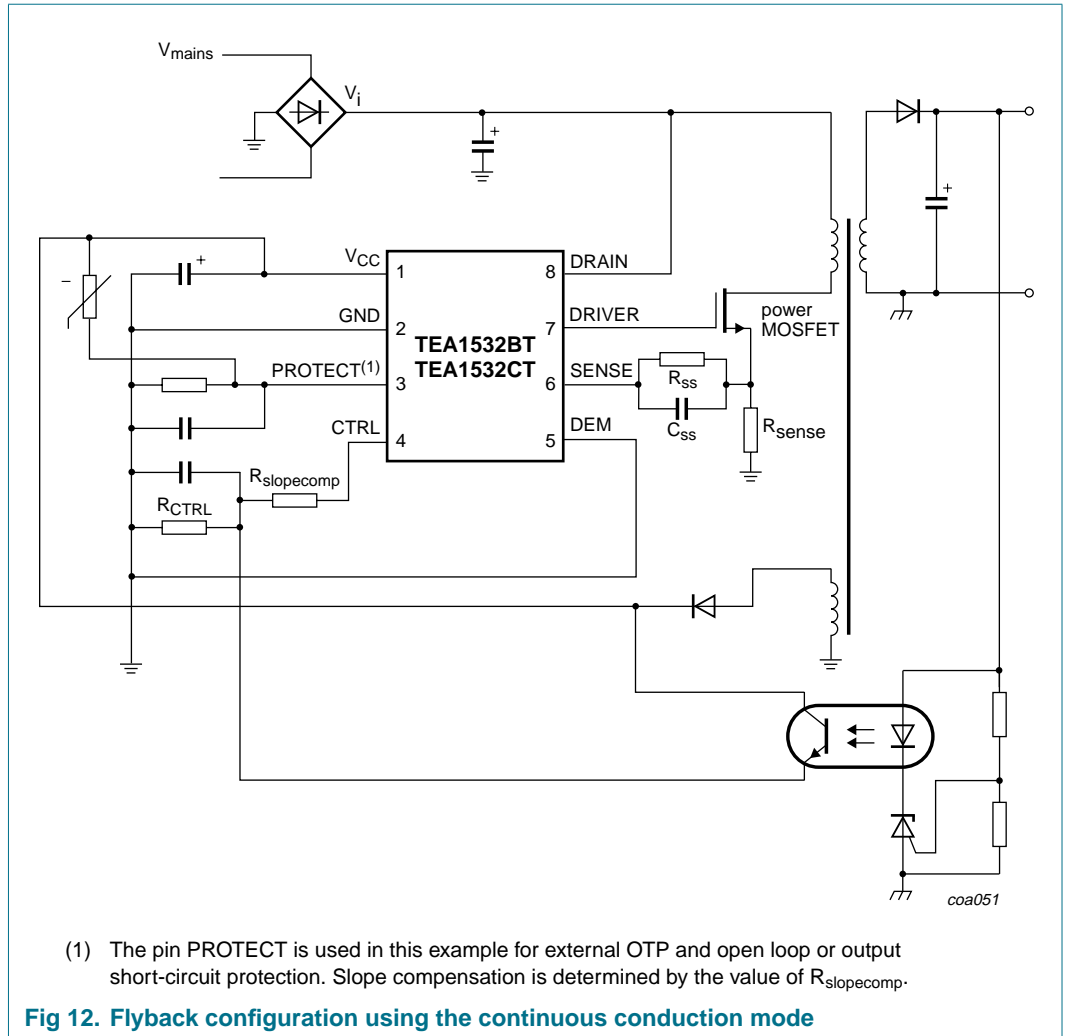 Vmains
Vi
+
+
VCC
1
8
DRAIN
−
GND
2
7
DRIVER
power
MOSFET
TEA1532BT
TEA1532CT
PROTECT(1)
3
6
SENSE
Rss
Css
Rsense
CTRL
4
5
DEM
Rslopecomp
RCTRL
+
coa051
(1) The pin PROTECT is used in this example for external OTP and open loop or output
short-circuit protection. Slope compensation is determined by the value of Rslopecomp.
Fig 12. Flyback configuration using the continuous conduction mode